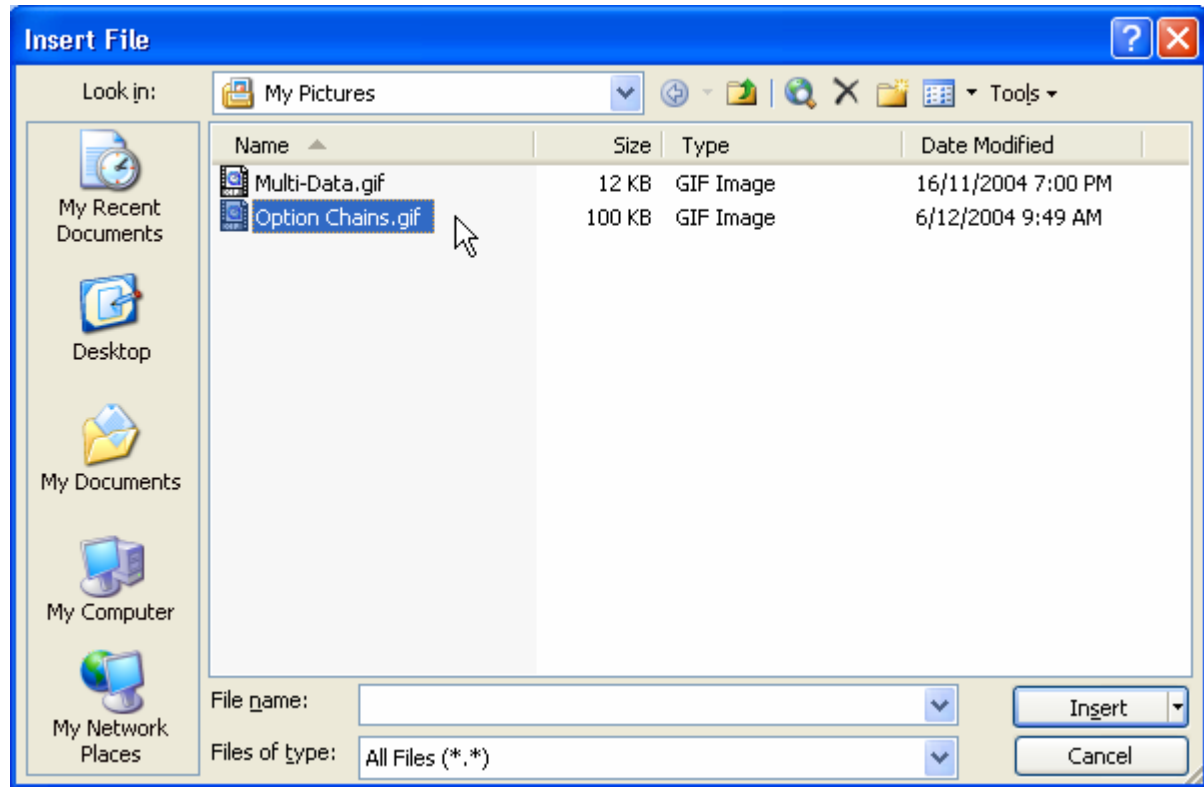 Insert File
Look in:
My Pictures
Tools
Name
Size
Type
Date Modified
Multi-Data.gif
12 KB
GIF Image
16/11/2004 7:00 PM
Option Chains.gif
100 KB
GIF Image
6/12/2004 9:49 AM
My Recent
Documents
Desktop
My Documents
My Computer
My Network
Places
File name:
Insert
Files of type:
All Files (*.*)
Cancel